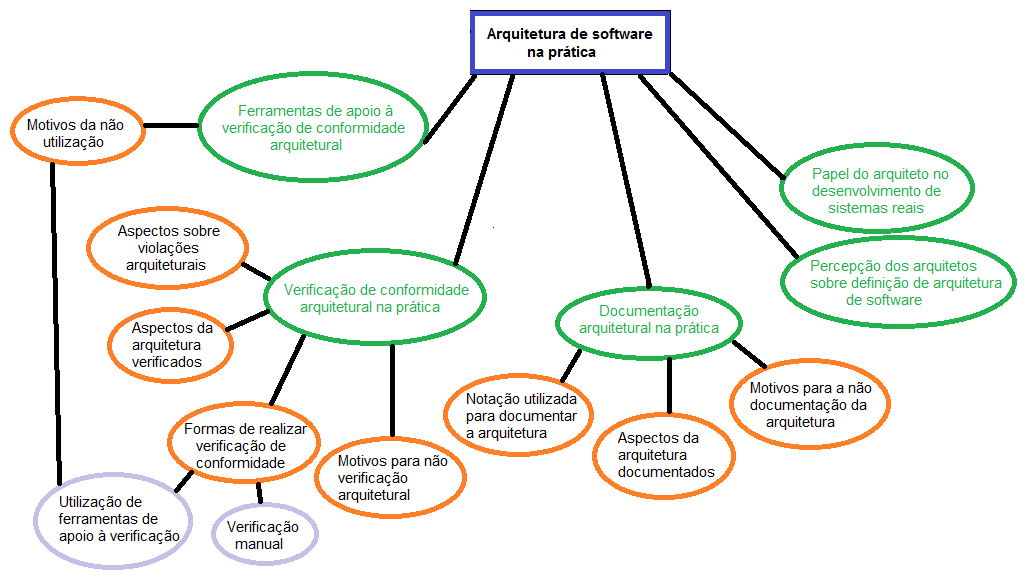 Arquitetura de software
na prática
Ferramentas de apoio à
verificação de conformidade
arquitetural
Motivos da não
utilização
Papel do arquiteto no
desenvolvimento de
sistemas reais
Aspectos sobre
violações
arquiteturais
Verificação de conformidade
arquitetural na prática
Percepção dos arquitetos
sobre definição de arquitetura
de software
Documentação
arquitetural na prática
Aspectos da
arquitetura
verificados
Notação utilizada
para documentar
a arquitetura
Motivos para a não
documentação da
arquitetura
Formas de realizar
verificação de
conformidade
Aspectos da
arquitetura
documentados
Motivos para não
verificação
arquitetural
Utilização de
ferramentas de
apoio à verificação
Verificação
manual